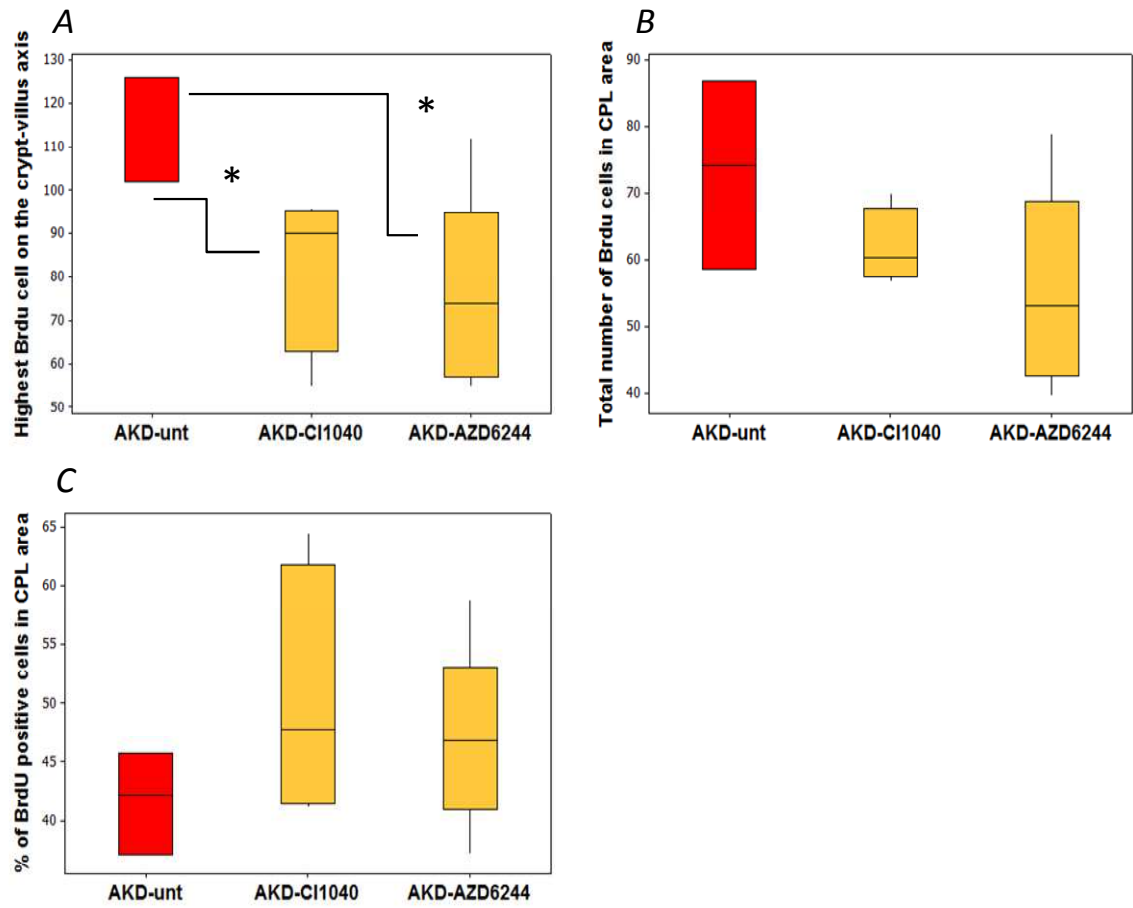 A
Highest Brdu cell on the crypt-villus axis
130
120
110
100
90
80
70
60
50
*
*
AKD-unt AKD-CI1040 AKD-AZD6244
B
Total number of Brdu cells in CPL area
90
80
70
60
50
40
AKD-unt AKD-CI1040 AKD-AZD6244
C
% of BrdU positive cells in CPL area
65
60
55
50
45
40
AKD-unt AKD-CI1040 AKD-AZD6244